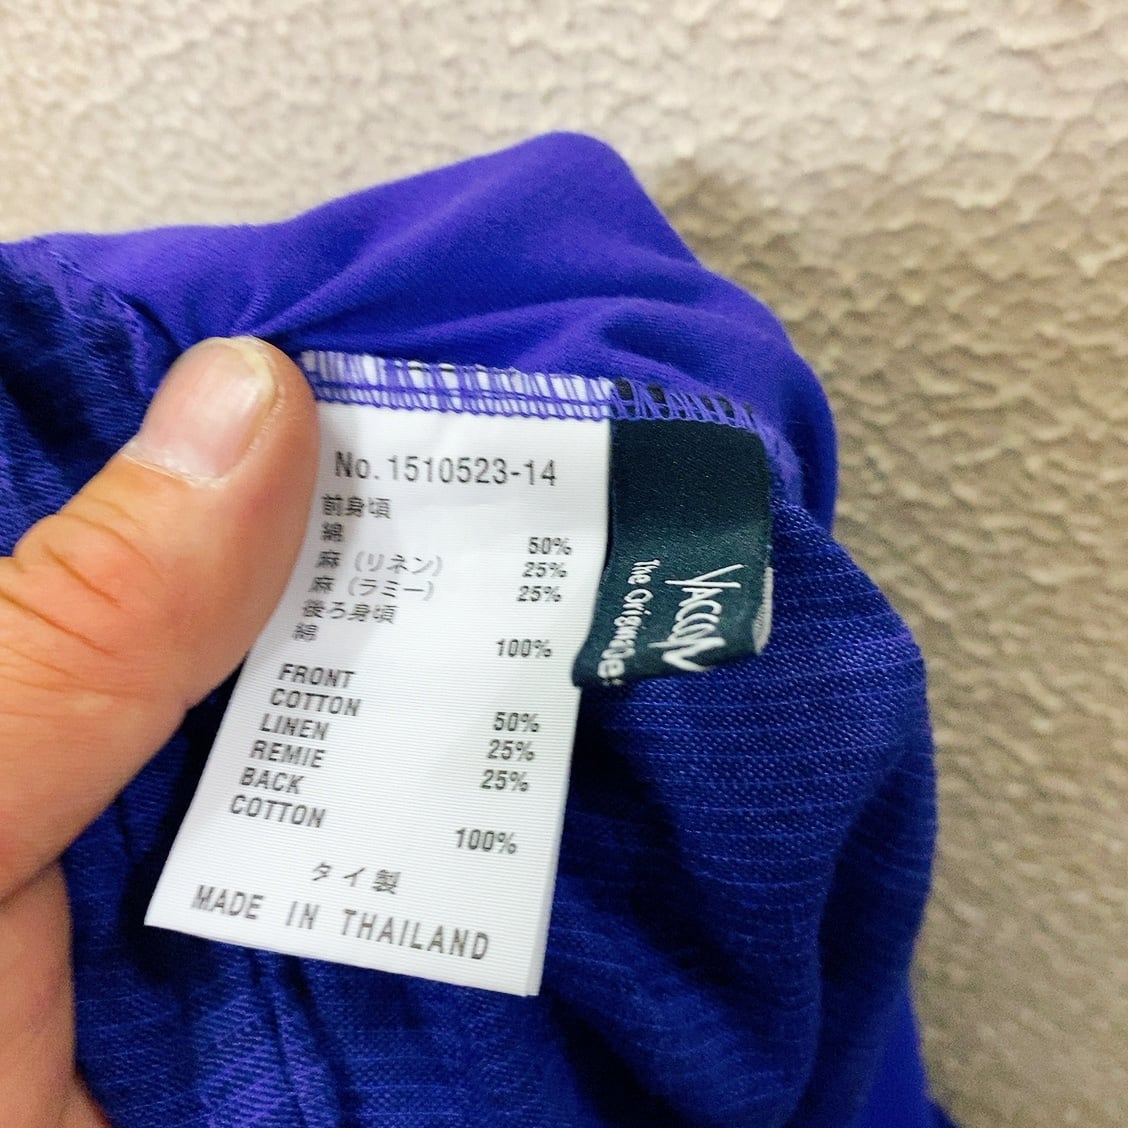 No.1510523-14
前身頃
綿 50%
麻（リネン） 25%
麻（ラミー） 25%
後ろ身頃
綿 100%
FRONT
COTTON 50%
LINEN 25%
REMIE 25%
BACK
COTTON 100%
タイ製
MADE IN THAILAND
The